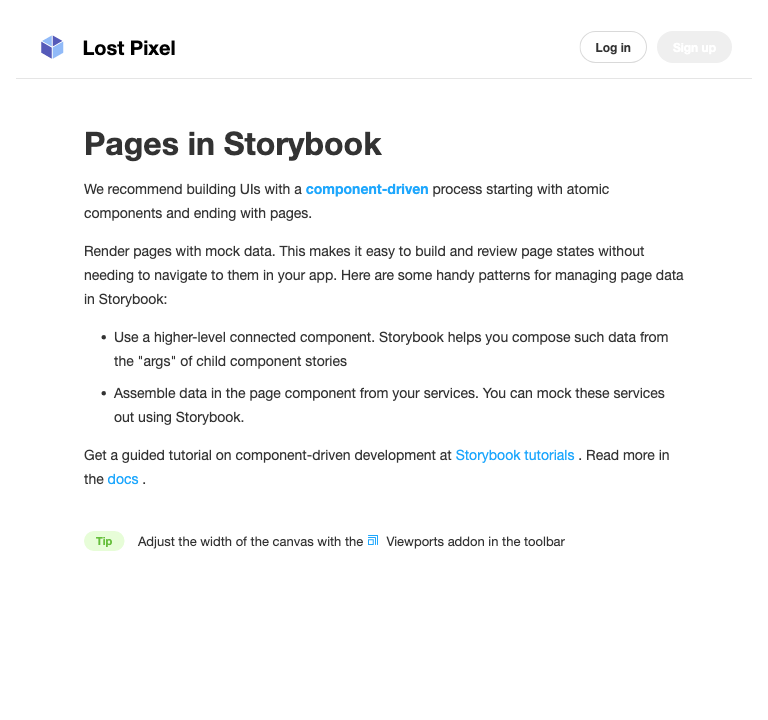 Lost Pixel
Log in
Sign up
Pages in Storybook
We recommend building UIs with a component-driven process starting with atomic
components and ending with pages.
Render pages with mock data. This makes it easy to build and review page states without
needing to navigate to them in your app. Here are some handy patterns for managing page data
in Storybook:
• Use a higher-level connected component. Storybook helps you compose such data from
the "args" of child component stories
• Assemble data in the page component from your services. You can mock these services
out using Storybook.
Get a guided tutorial on component-driven development at Storybook tutorials . Read more in
the docs .
Tip Adjust the width of the canvas with the Viewports addon in the toolbar